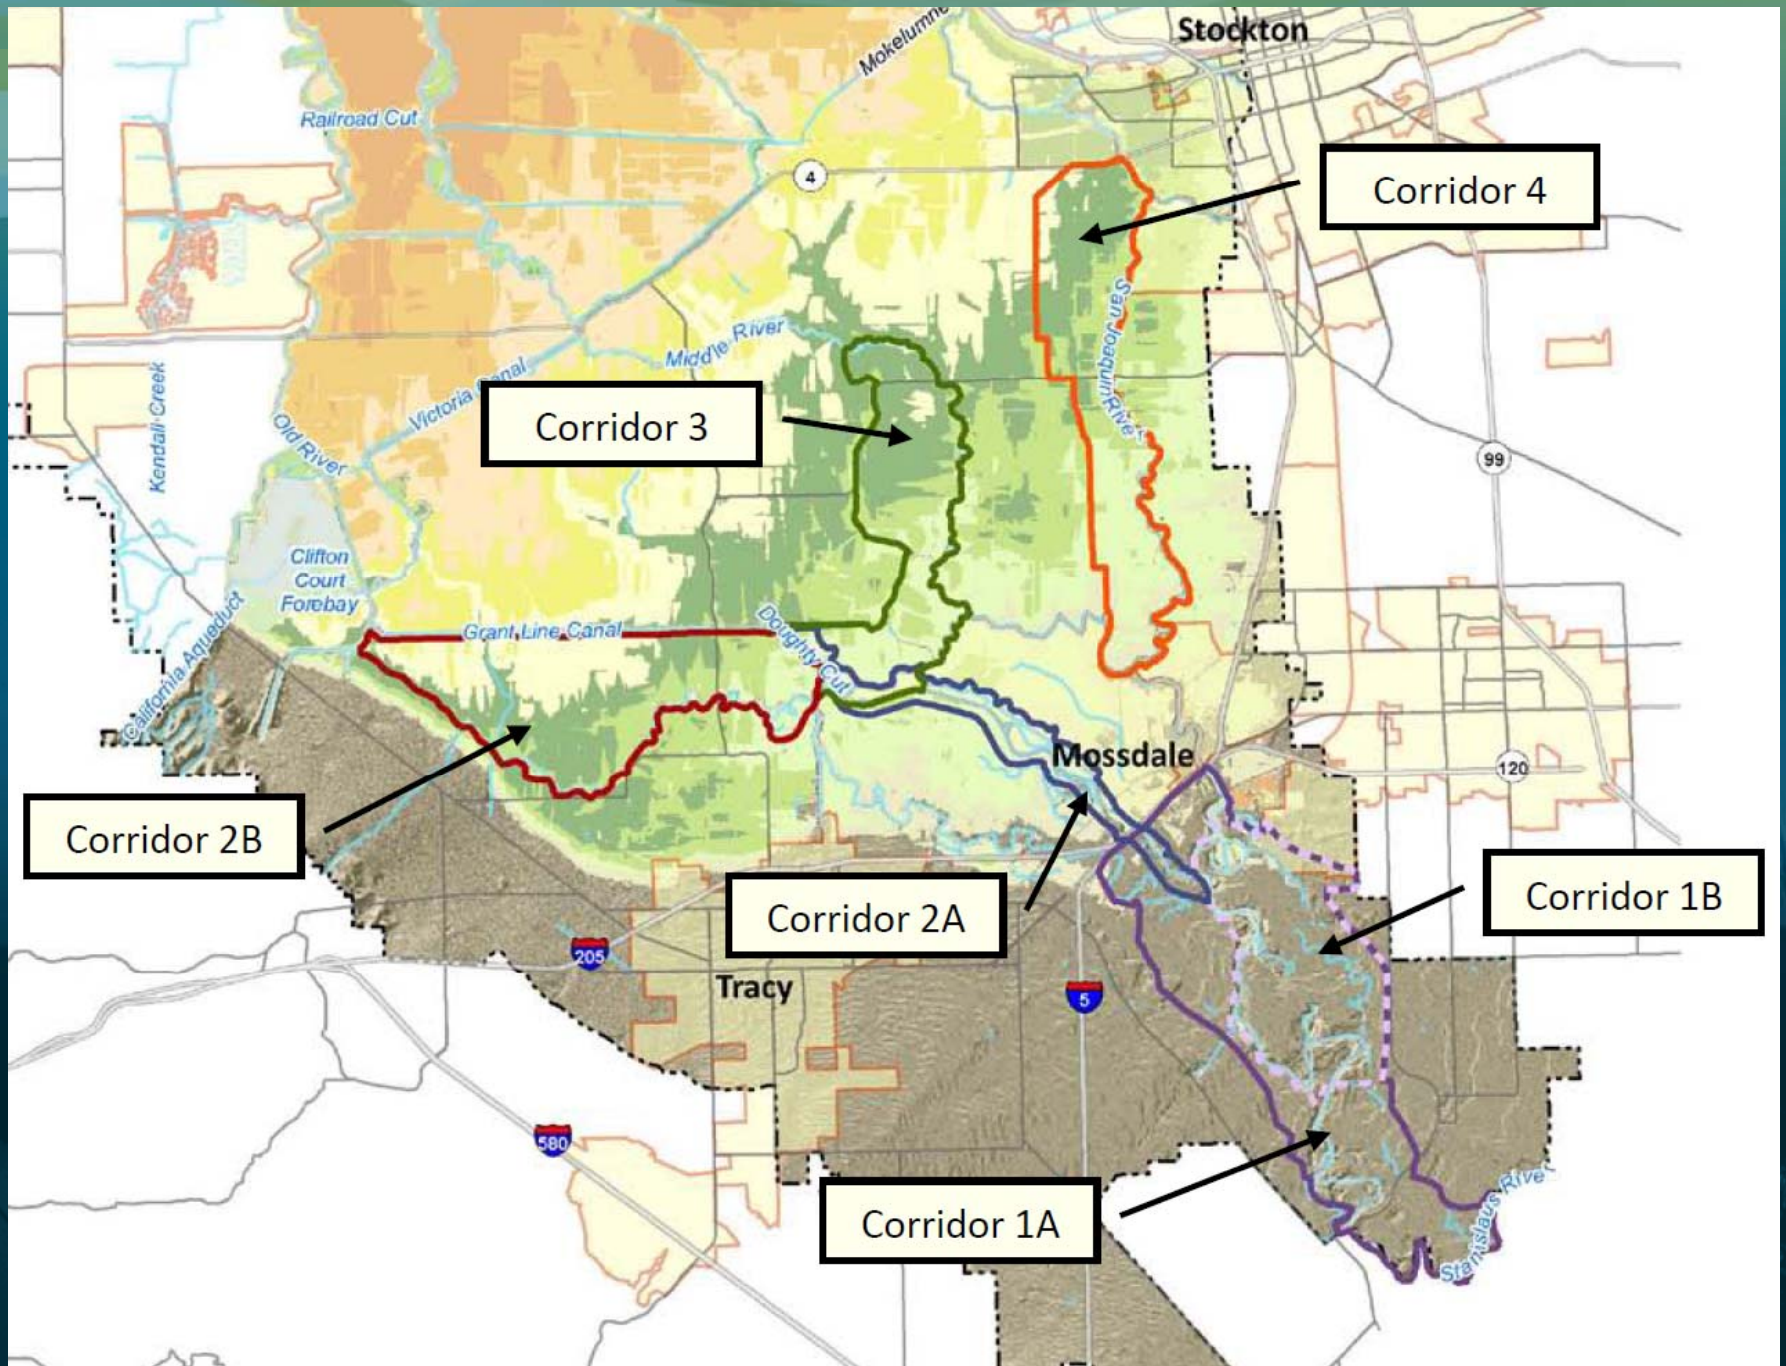 Stockton
Mokelumne
Railroad Cut
4
Corridor 4
San Joaquin River
Middle River
Victoria Canal
Kendall Creek
Old River
Corridor 3
99
Clifton
Court
Forebay
California Aqueduct
Grant Line Canal
Doughty Cut
Mossdale
120
Corridor 2B
Corridor 2A
Corridor 1B
205
Tracy
5
580
Corridor 1A
Stanislaus River